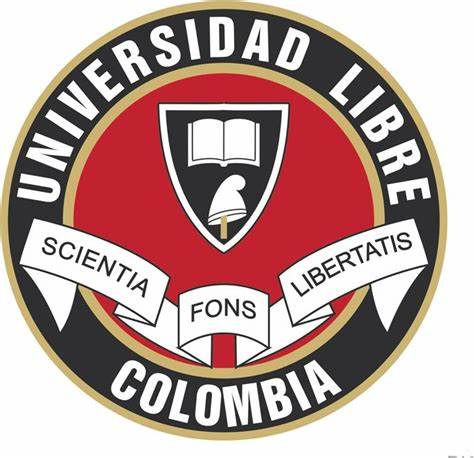 UNIVERSIDAD LIBRE
SCIENTIA
FONS
LIBERTATIS
COLOMBIA